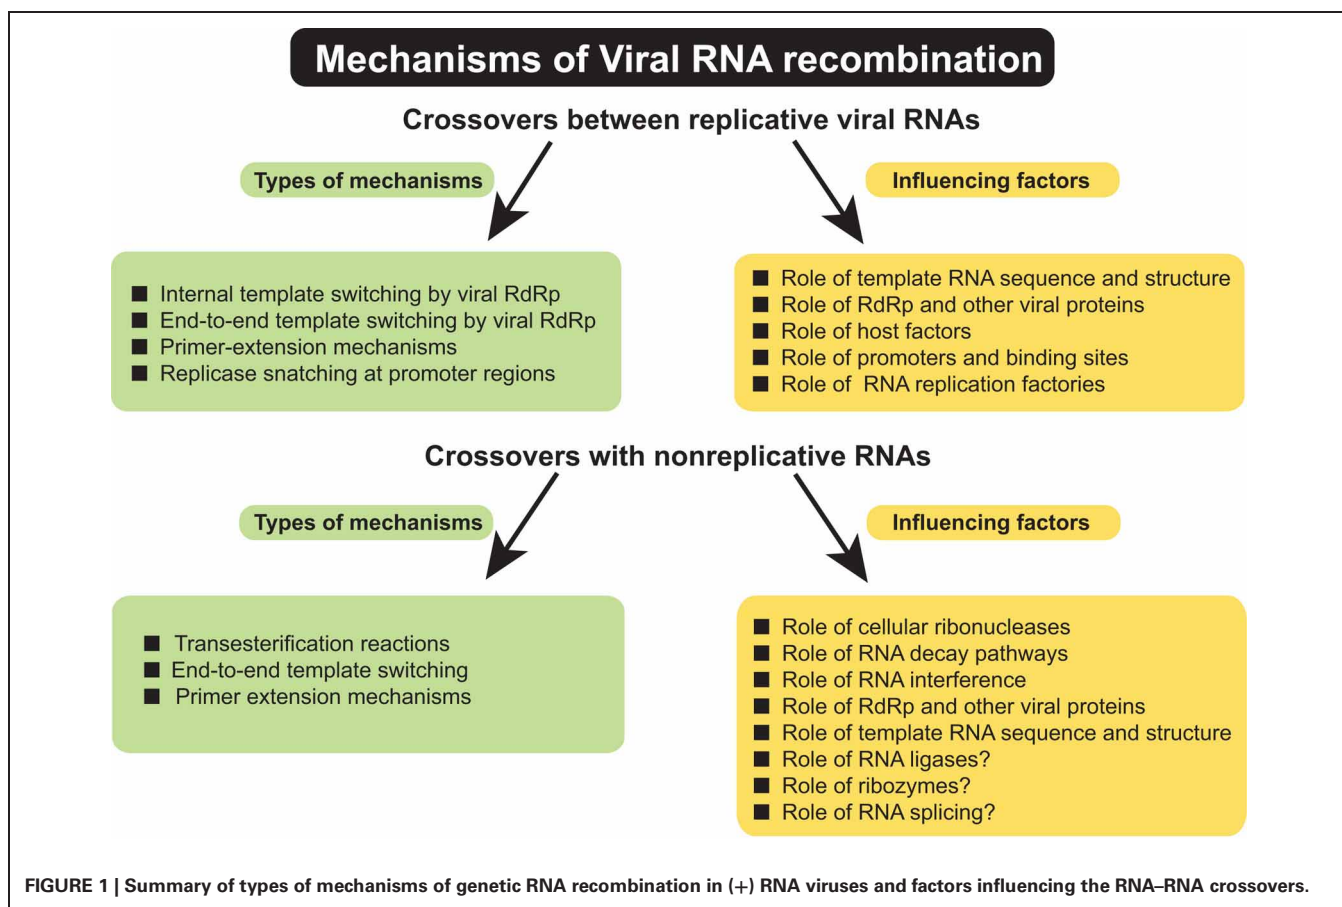 Mechanisms of Viral RNA recombination
Crossovers between replicative viral RNAs
Types of mechanisms
Influencing factors
■ Internal template switching by viral RdRp
■ End-to-end template switching by viral RdRp
■ Primer-extension mechanisms
■ Replicase snatching at promoter regions
■ Role of template RNA sequence and structure
■ Role of RdRp and other viral proteins
■ Role of host factors
■ Role of promoters and binding sites
■ Role of RNA replication factories
Crossovers with nonreplicative RNAs
Types of mechanisms
Influencing factors
■ Transesterification reactions
■ End-to-end template switching
■ Primer extension mechanisms
■ Role of cellular ribonucleases
■ Role of RNA decay pathways
■ Role of RNA interference
■ Role of RdRp and other viral proteins
■ Role of template RNA sequence and structure
■ Role of RNA ligases?
■ Role of ribozymes?
■ Role of RNA splicing?
FIGURE 1 | Summary of types of mechanisms of genetic RNA recombination in (+) RNA viruses and factors influencing the RNA–RNA crossovers.